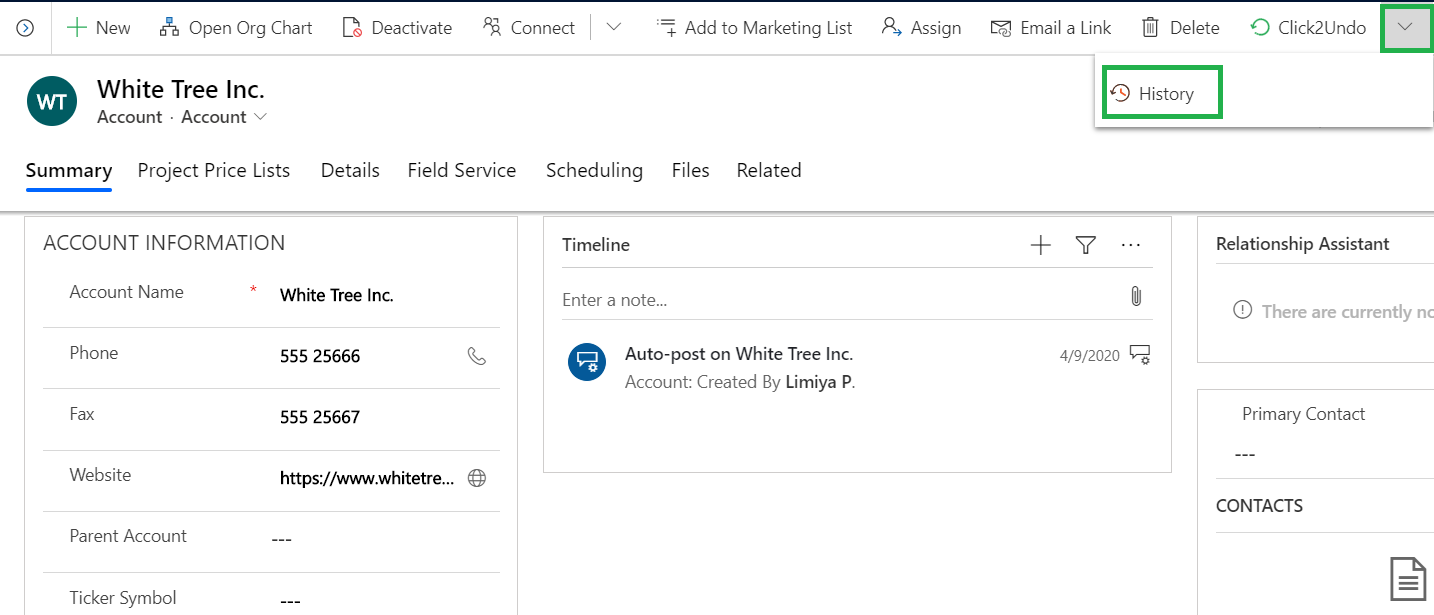 New Open Org Chart Deactivate Connect Add to Marketing List Assign Email a Link Delete Click2Undo
History
WT
White Tree Inc.
Account · Account
Summary Project Price Lists Details Field Service Scheduling Files Related
ACCOUNT INFORMATION
Account Name * White Tree Inc.
Phone 555 25666
Fax 555 25667
Website https://www.whitetre...
Parent Account ---
Ticker Symbol ---
Timeline
Enter a note...
Auto-post on White Tree Inc. 4/9/2020
Account: Created By Limiya P.
Relationship Assistant
There are currently no
Primary Contact
---
CONTACTS